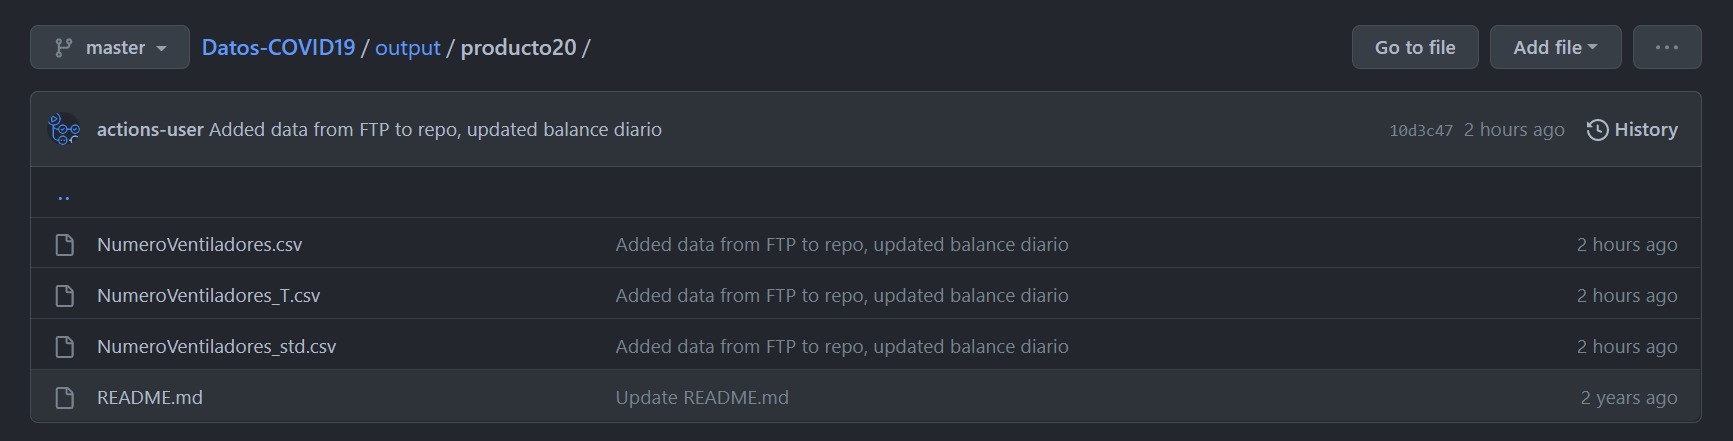 master Datos-COVID19 / output / producto20 / Go to file Add file ···
actions-user Added data from FTP to repo, updated balance diario 10d3c47 2 hours ago History
..
NumeroVentiladores.csv Added data from FTP to repo, updated balance diario 2 hours ago
NumeroVentiladores_T.csv Added data from FTP to repo, updated balance diario 2 hours ago
NumeroVentiladores_std.csv Added data from FTP to repo, updated balance diario 2 hours ago
README.md Update README.md 2 years ago